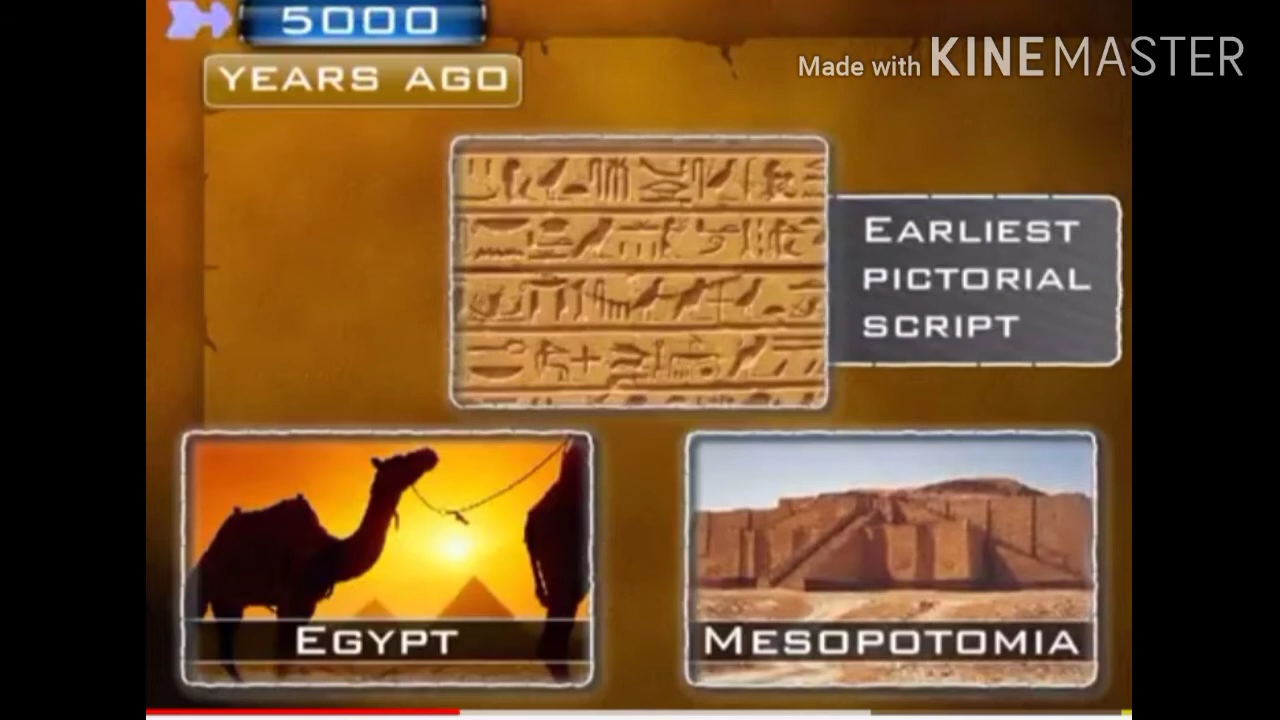 5000
YEARS AGO
Made with KINEMASTER
EARLIEST
PICTORIAL
SCRIPT
EGYPT
MESOPOTOMIA